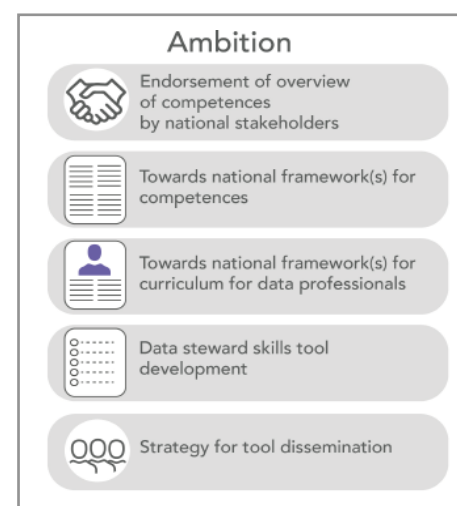 Ambition
Endorsement of overview
of competences
by national stakeholders
Towards national framework(s) for
competences
Towards national framework(s) for
curriculum for data professionals
Data steward skills tool
development
Strategy for tool dissemination